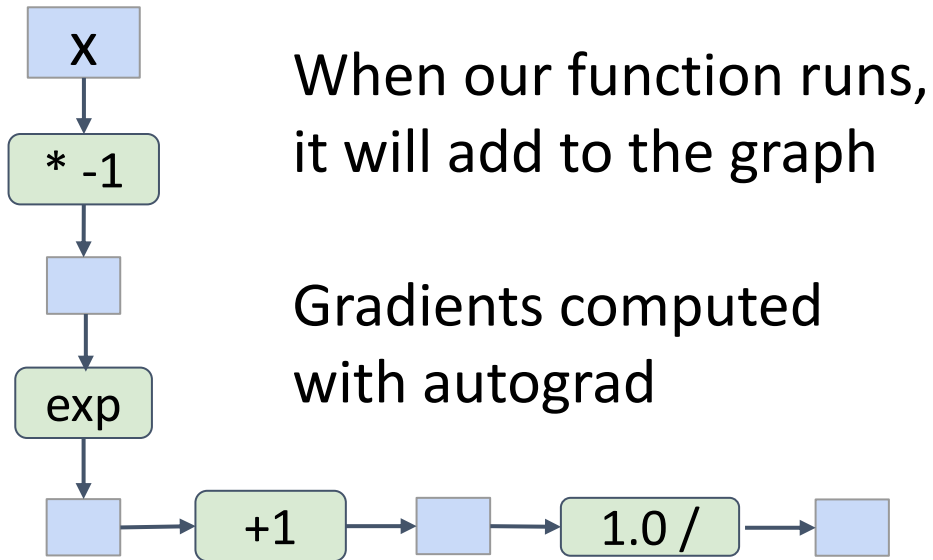 x
When our function runs,
it will add to the graph
* -1
Gradients computed
with autograd
exp
+1
1.0 /